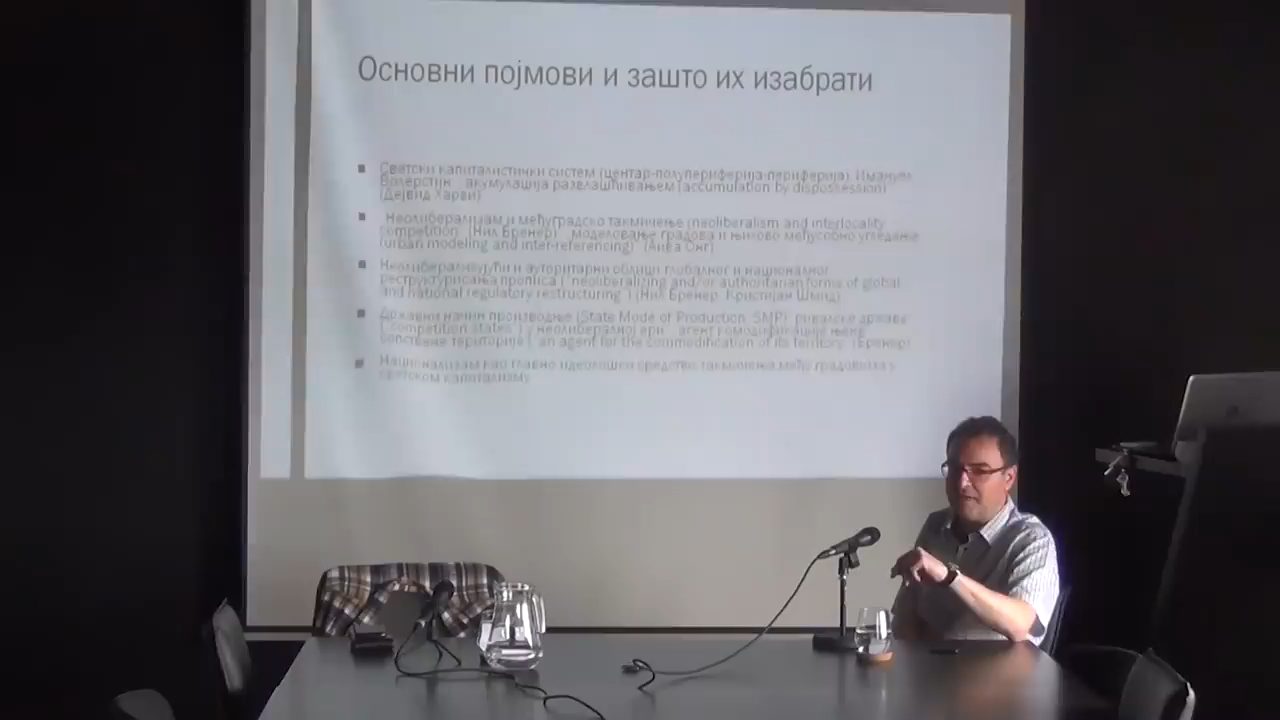 Основни појмови и зашто их изабрати
Светски капиталистички систем (центар-полупериферија-периферија) Имануел
Волерстин акумулација развлашћивањем (accumulation by dispossession)
(Дејвид Харви)
Неолиберализам и међуградско такмичење (neoliberalism and interlocality
competition) (Нил Бренер) моделовање градова и њихово међусобно угледање
(urban modeling and inter-referencing) (Аива Онг)
Неолиберализујући и ауторитарни облици глобалног и националног
реструктурисања прописа (neoliberalizing and/or authoritarian forms of global
and national regulatory restructuring) (Нил Бренер, Кристијан Шмид)
Државни начин производње (State Mode of Production, SMP) ривалске државе
(competition states) у неолибералној ери агент комодификације њене
сопствене територије (an agent for the commodification of its territory) (Бренер)
Национализам као главно идеолошко средство такмичења међу градовима у
светском капитализму